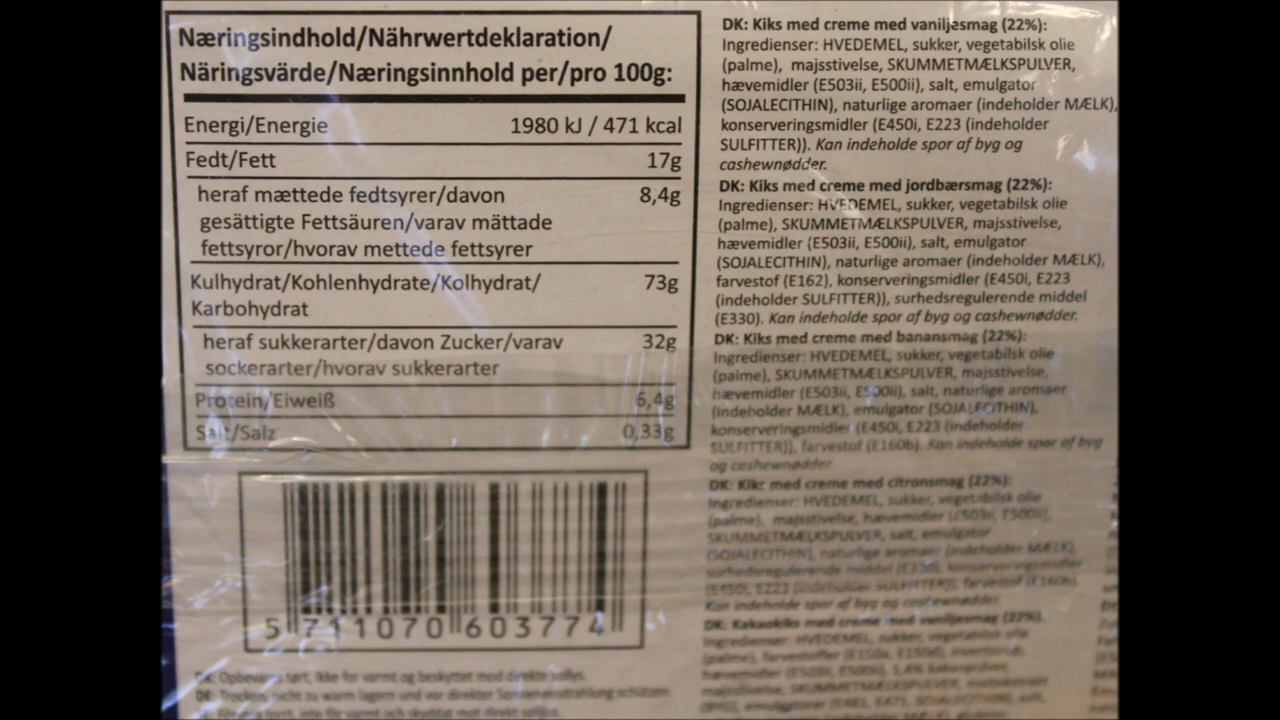 Næringsindhold/Nährwertdeklaration/
Näringsvärde/Næringsinnhold per/pro 100g:
Energi/Energie 1980 kJ / 471 kcal
Fedt/Fett 17g
heraf mættede fedtsyrer/davon 8,4g
gesättigte Fettsäuren/varav mättade
fettsyror/hvorav mettede fettsyrer
Kulhydrat/Kohlenhydrate/Kolhydrat/ 73g
Karbohydrat
heraf sukkerarter/davon Zucker/varav 32g
sockerarter/hvorav sukkerarter
Protein/Eiweiß 6,4g
Salt/Salz 0,33g
5 711070 603774
DK: Opbevares tørt, ikke for varmt og beskyttet mod direkte sollys.
DE: Trocken, nicht zu warm lagern und vor direkter Sonneneinstrahlung schützen.
DK: Kiks med creme med vaniljesmag (22%):
Ingredienser: HVEDEMEL, sukker, vegetabilsk olie
(palme), majsstivelse, SKUMMETMÆLKSPULVER,
hævemidler (E503ii, E500ii), salt, emulgator
(SOJALECITHIN), naturlige aromaer (indeholder MÆLK),
konserveringsmidler (E450i, E223 (indeholder
SULFITTER)). Kan indeholde spor af byg og
cashewnødder.
DK: Kiks med creme med jordbærsmag (22%):
Ingredienser: HVEDEMEL, sukker, vegetabilsk olie
(palme), SKUMMETMÆLKSPULVER, majsstivelse,
hævemidler (E503ii, E500ii), salt, emulgator
(SOJALECITHIN), naturlige aromaer (indeholder MÆLK),
farvestof (E162), konserveringsmidler (E450i, E223
(indeholder SULFITTER)), surhedsregulerende middel
(E330). Kan indeholde spor af byg og cashewnødder.
DK: Kiks med creme med banansmag (22%):
Ingredienser: HVEDEMEL, sukker, vegetabilsk olie
(palme), SKUMMETMÆLKSPULVER, majsstivelse,
hævemidler (E503ii, E500ii), salt, naturlige aromaer
(indeholder MÆLK), emulgator (SOJALECITHIN),
konserveringsmidler (E450i, E223 (indeholder
SULFITTER)), farvestof (E160b). Kan indeholde spor af byg
og cashewnødder
DK: Kiks med creme med citronsmag (22%):
Ingredienser: HVEDEMEL, sukker, vegetabilsk olie
(palme), majsstivelse, hævemidler (E503ii, E500ii),
SKUMMETMÆLKSPULVER, salt, emulgator
(SOJALECITHIN), naturlige aromaer (indeholder MÆLK),
surhedsregulerende middel (E330), konserveringsmidler
(E450i, E223 (indeholder SULFITTER)), farvestof (E160b).
Kan indeholde spor af byg og cashewnødder.
DK: Kakaokiks med creme med vaniljesmag (22%):
Ingredienser: HVEDEMEL, sukker, vegetabilsk olie
(palme), farvestoffer
hævemidler (E503ii, E500ii), 1,4%
majsstivelse, SKUMMETMÆLKSPULVER,